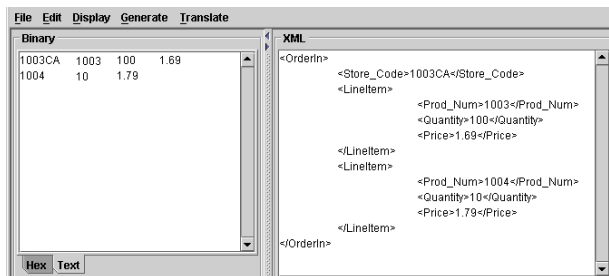 File Edit Display Generate Translate
Binary
1003CA 1003 100 1.69
1004 10 1.79
Hex Text
XML
<OrderIn>
<Store_Code>1003CA</Store_Code>
<LineItem>
<Prod_Num>1003</Prod_Num>
<Quantity>100</Quantity>
<Price>1.69</Price>
</LineItem>
<LineItem>
<Prod_Num>1004</Prod_Num>
<Quantity>10</Quantity>
<Price>1.79</Price>
</LineItem>
</OrderIn>